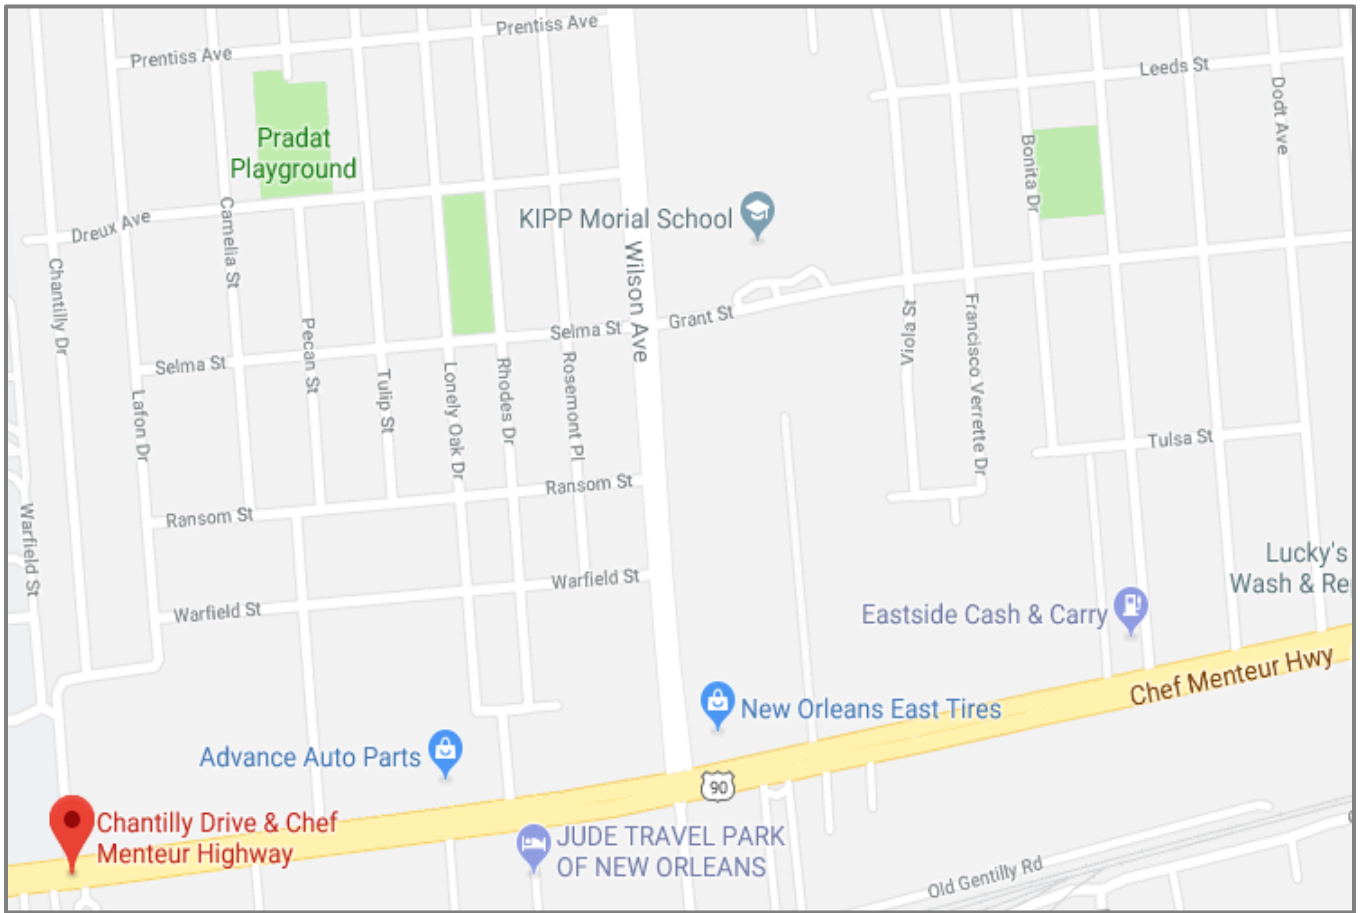 Prentiss Ave
Prentiss Ave
Leeds St
Dodt Ave
Pradat
Playground
Bonita Dr
Dreux Ave
Camelia St
KIPP Morial School
Chantilly Dr
Wilson Ave
Selma St
Grant St
Viola St
Francisco Verrette Dr
Selma St
Pecan St
Tulip St
Lonely Oak Dr
Rhodes Dr
Rosemont Pl
Lafon Dr
Tulsa St
Ransom St
Ransom St
Warfield St
Warfield St
Warfield St
Lucky's
Wash & Re
Eastside Cash & Carry
Chef Menteur Hwy
New Orleans East Tires
Advance Auto Parts
90
Chantilly Drive & Chef
Menteur Highway
JUDE TRAVEL PARK
OF NEW ORLEANS
Old Gentilly Rd